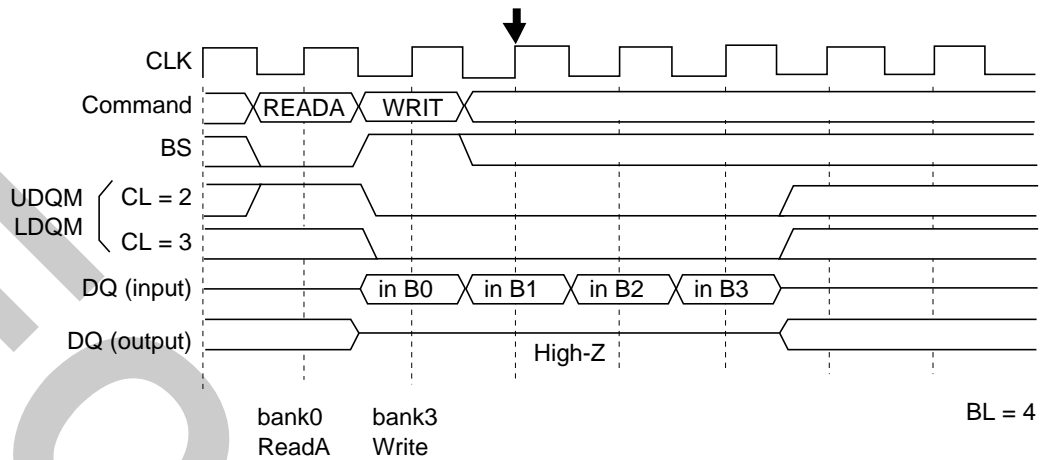 CLK
Command READA WRIT
BS
UDQM
LDQM
CL = 2
CL = 3
DQ (input) in B0 in B1 in B2 in B3
DQ (output)
High-Z
bank0 bank3
ReadA Write
BL = 4